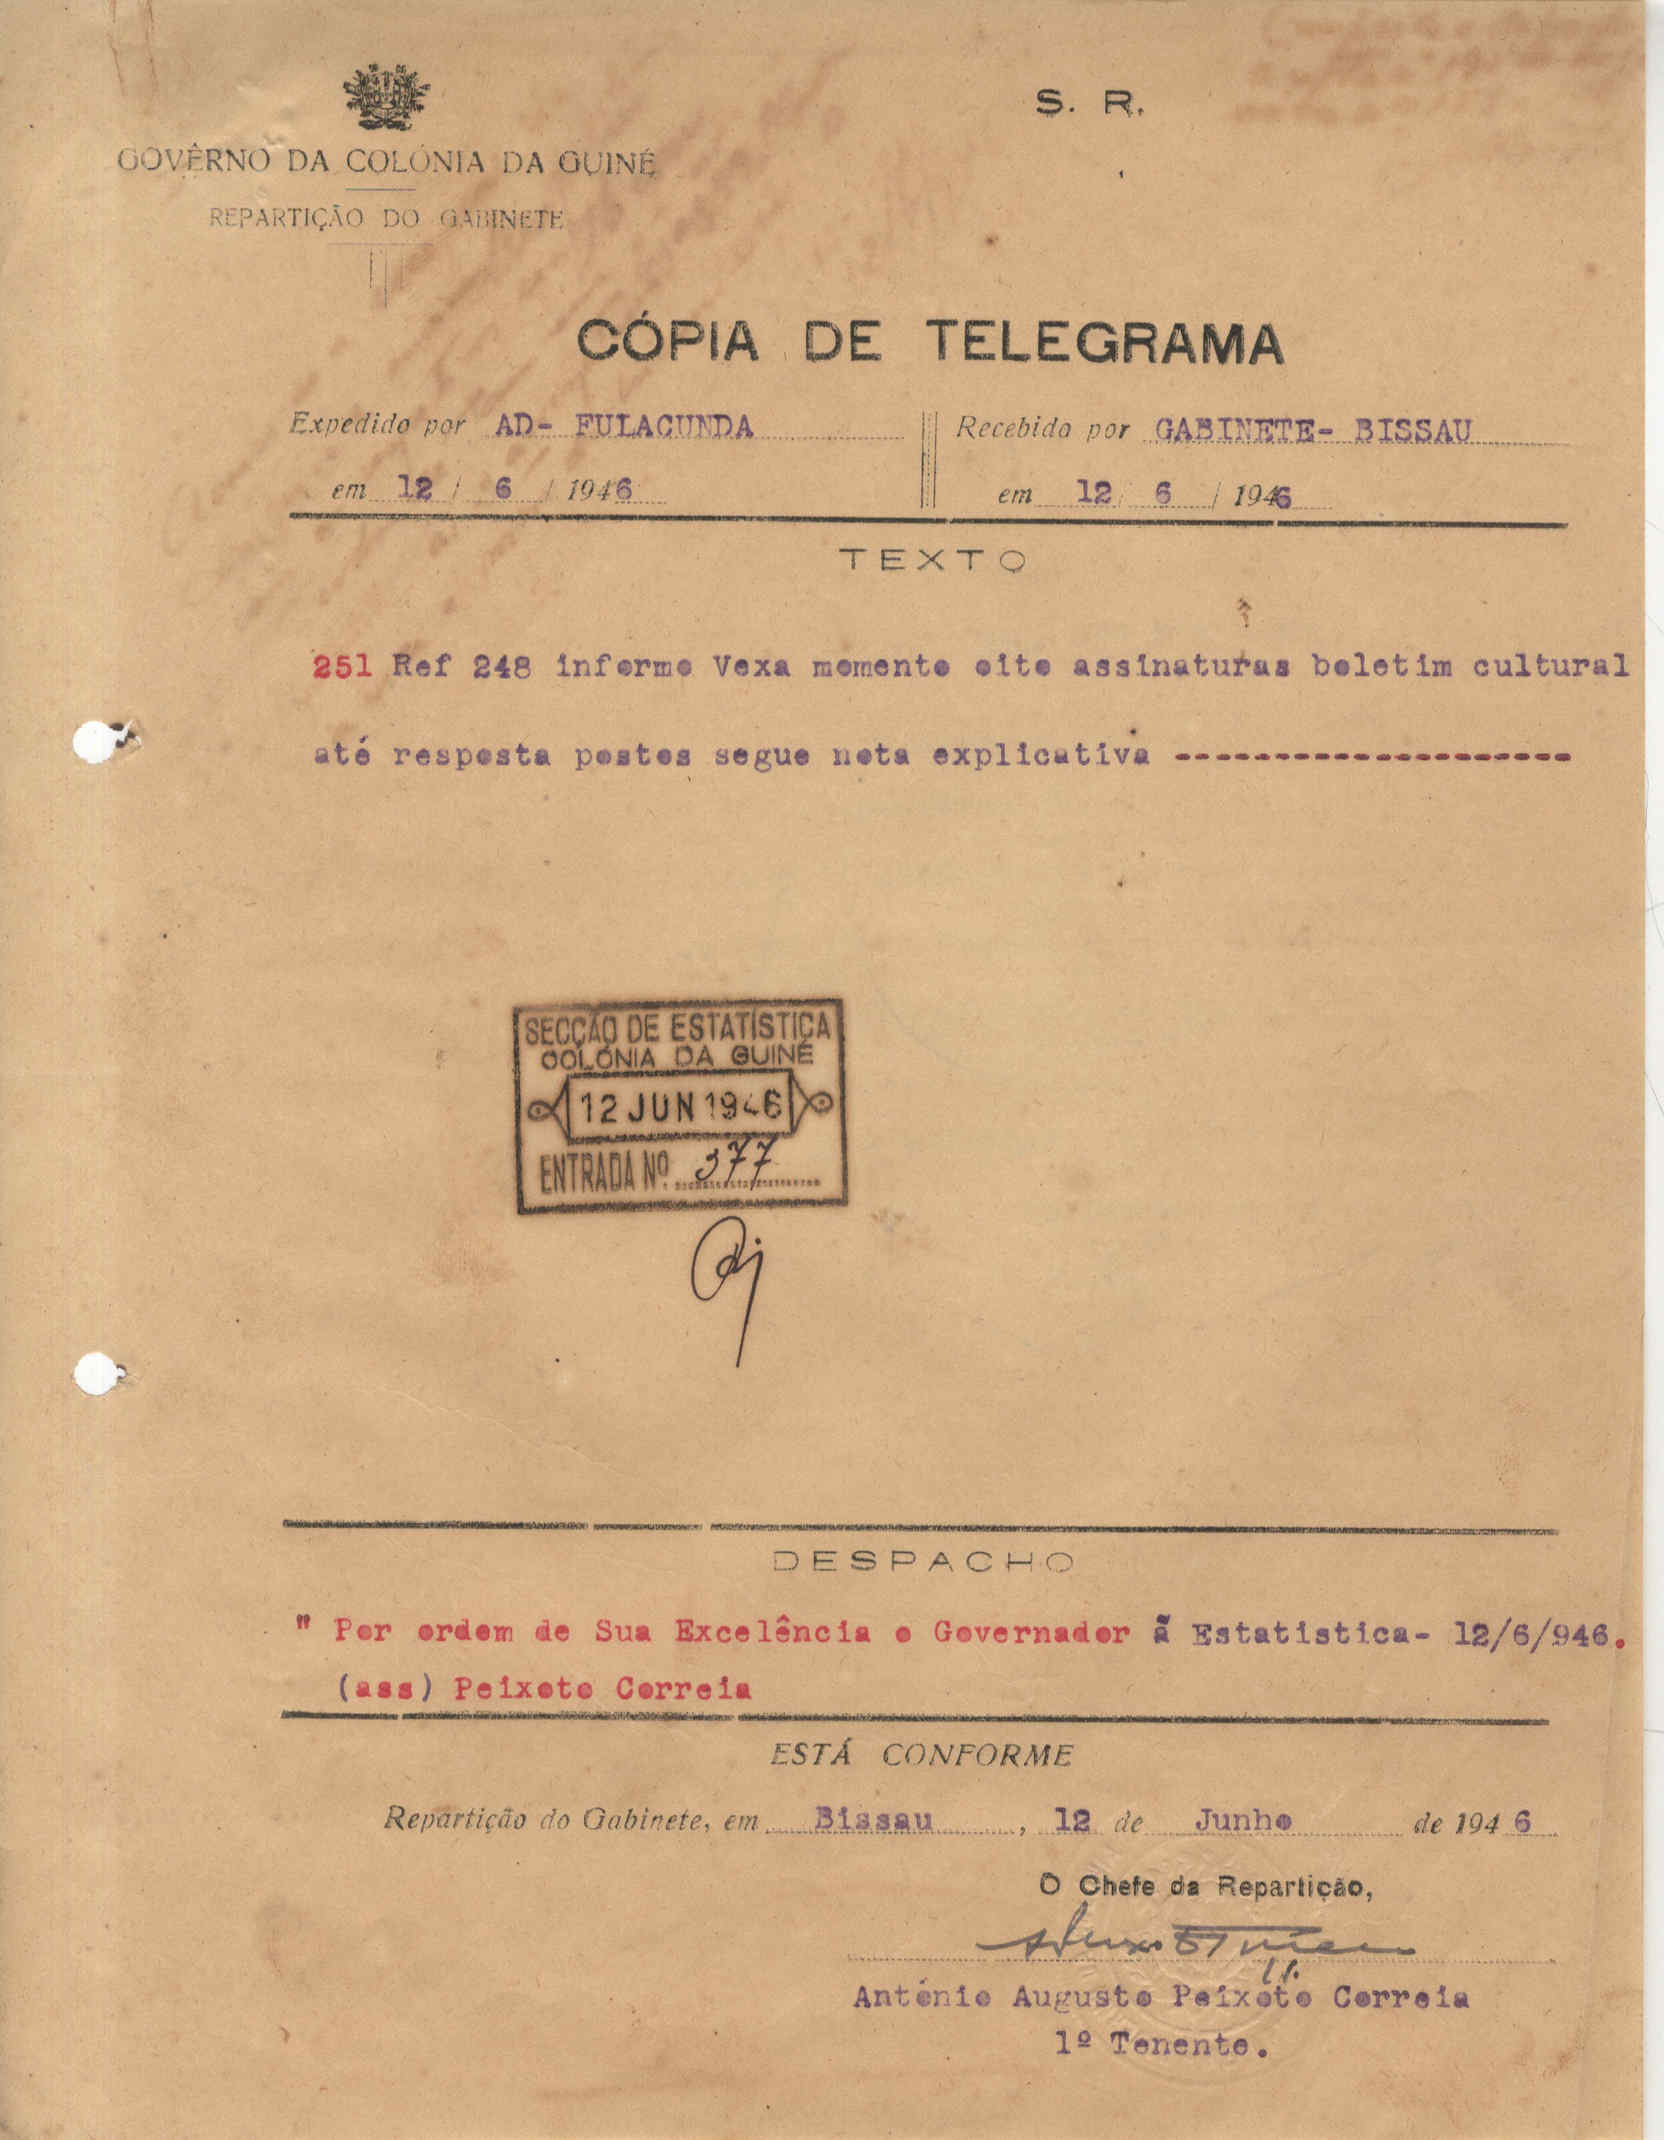 S. R.
GOVÊRNO DA COLÓNIA DA GUINÉ
REPARTIÇÃO DO GABINETE
CÓPIA DE TELEGRAMA
Expedido por AD- FULACUNDA
Recebido por GABINETE- BISSAU
em 12 / 6 / 1946
em 12 / 6 / 1946
TEXTO
251 Ref 248 informo Vexa momento oito assinaturas boletim cultural
até resposta postos segue nota explicativa --------------------
SECÇÃO DE ESTATÍSTICA
COLÓNIA DA GUINÉ
12 JUN 1946
ENTRADA Nº 377
DESPACHO
" Por ordem de Sua Excelência o Governador ã Estatistica- 12/6/946.
(ass) Peixoto Correia
ESTÁ CONFORME
Repartição do Gabinete, em Bissau , 12 de Junho de 1946
O Chefe da Repartição,
António Augusto Peixoto Correia
1º Tenente.